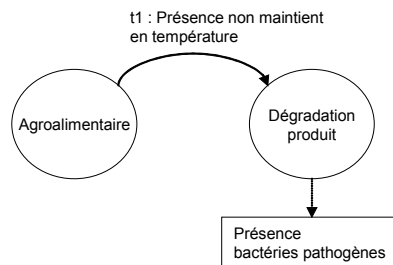 t1 : Présence non maintient
en température
Agroalimentaire
Dégradation
produit
Présence
bactéries pathogènes